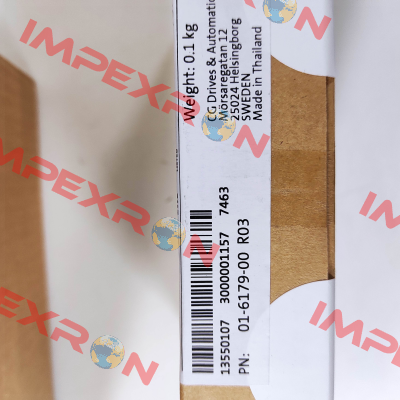 Weight: 0.1 kg
CG Drives & Automation
Mörsaregatan 12
25024 Helsingborg
SWEDEN
Made in Thailand
13550107 3000001157 7463
PN: 01-6179-00 R03
IMPEXRON
IMPEXRON
IMPEXRON